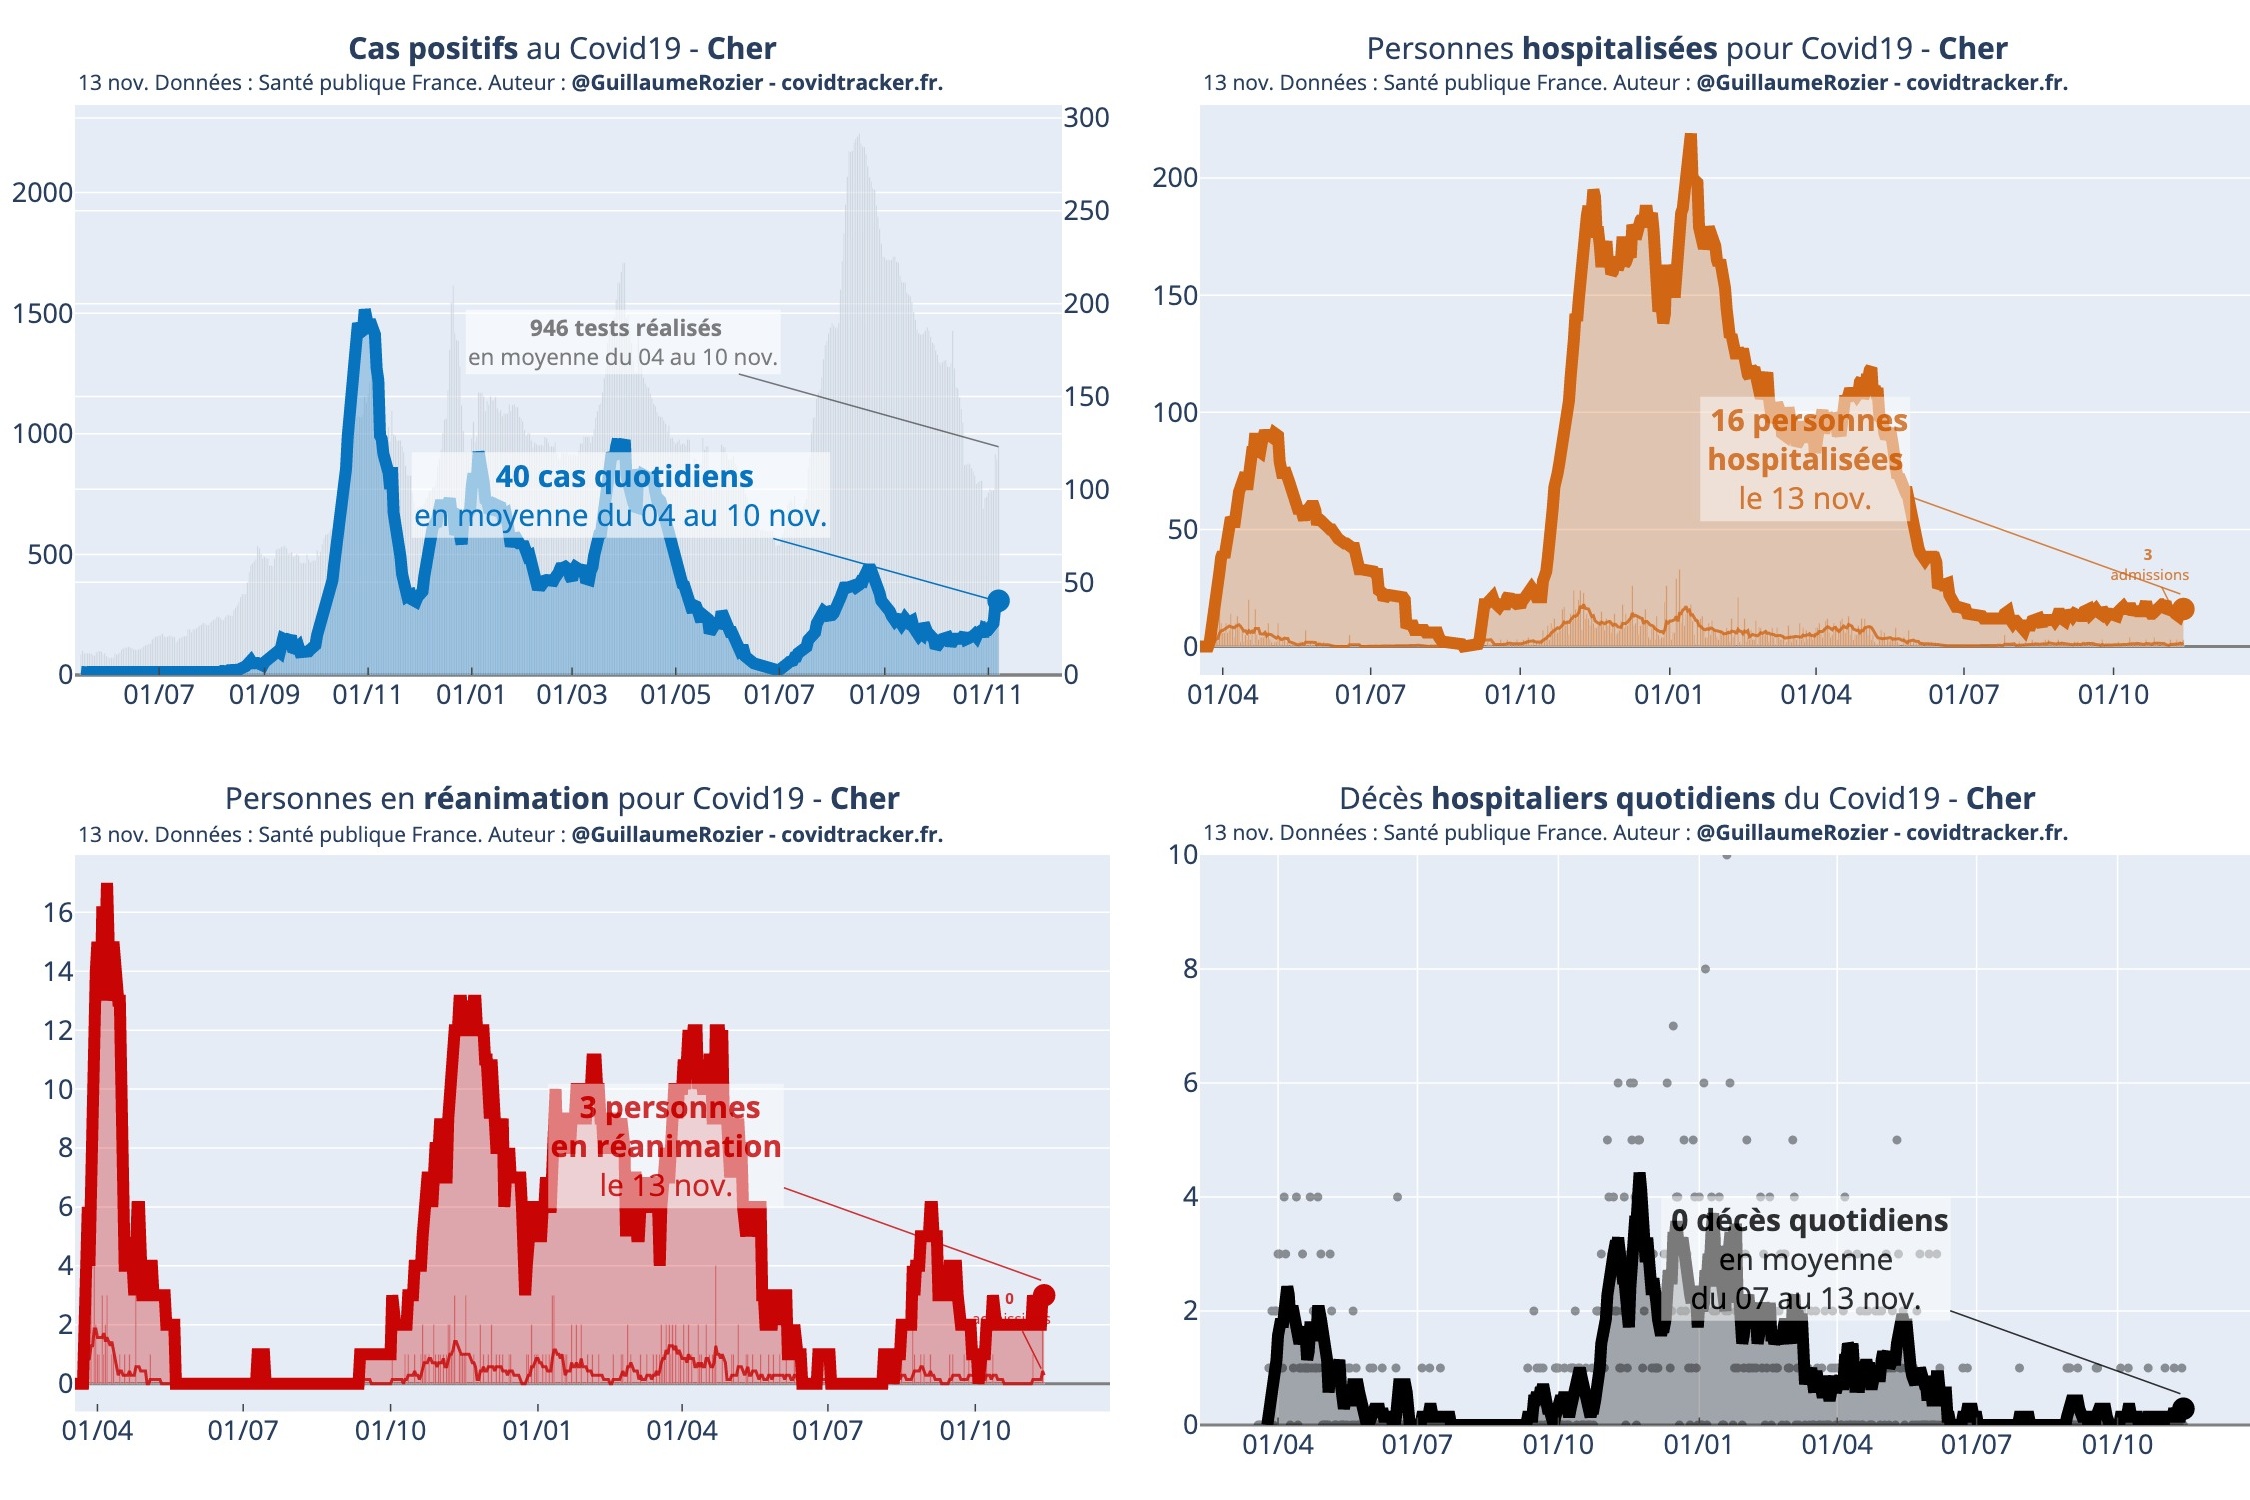 Cas positifs au Covid19 - Cher
13 nov. Données : Santé publique France. Auteur : @GuillaumeRozier - covidtracker.fr.
300
2000
250
200
1500
946 tests réalisés
en moyenne du 04 au 10 nov.
150
1000
40 cas quotidiens
en moyenne du 04 au 10 nov.
100
500
50
0
0
01/07 01/09 01/11 01/01 01/03 01/05 01/07 01/09 01/11
Personnes hospitalisées pour Covid19 - Cher
13 nov. Données : Santé publique France. Auteur : @GuillaumeRozier - covidtracker.fr.
200
150
100
16 personnes
hospitalisées
le 13 nov.
50
3
admissions
0
01/04 01/07 01/10 01/01 01/04 01/07 01/10
Personnes en réanimation pour Covid19 - Cher
13 nov. Données : Santé publique France. Auteur : @GuillaumeRozier - covidtracker.fr.
16
14
12
10
3 personnes
en réanimation
le 13 nov.
8
6
4
0
admissions
2
0
01/04 01/07 01/10 01/01 01/04 01/07 01/10
Décès hospitaliers quotidiens du Covid19 - Cher
13 nov. Données : Santé publique France. Auteur : @GuillaumeRozier - covidtracker.fr.
10
8
6
4
0 décès quotidiens
en moyenne
du 07 au 13 nov.
2
0
01/04 01/07 01/10 01/01 01/04 01/07 01/10